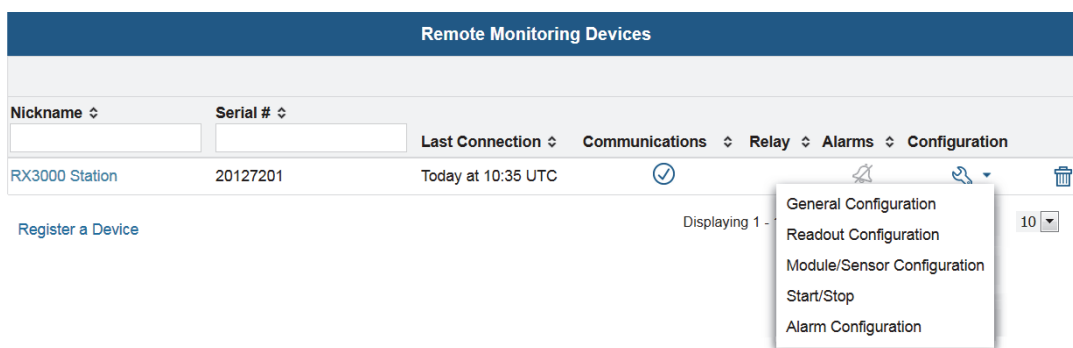 Remote Monitoring Devices
Nickname Serial #
Last Connection Communications Relay Alarms Configuration
RX3000 Station 20127201 Today at 10:35 UTC
General Configuration
Register a Device Displaying 1 - 10
Readout Configuration
Module/Sensor Configuration
Start/Stop
Alarm Configuration